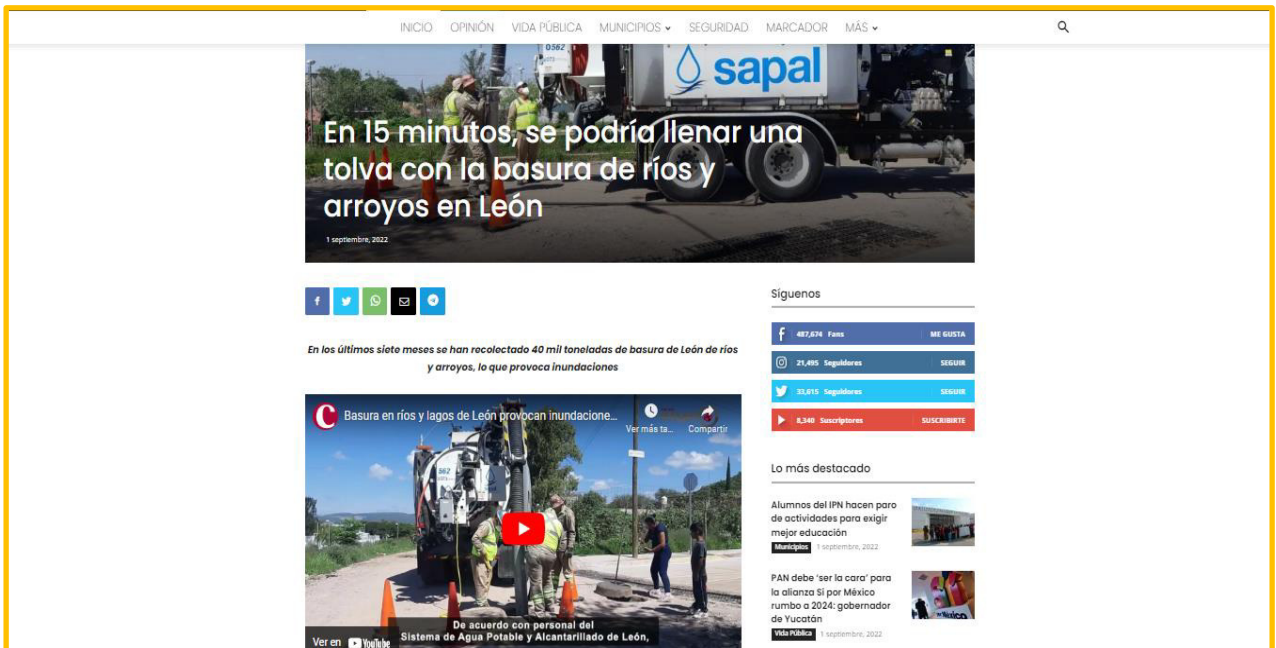 INICIO OPINIÓN VIDA PÚBLICA MUNICIPIOS SEGURIDAD MARCADOR MÁS
0562
sapal
En 15 minutos, se podría llenar una
tolva con la basura de ríos y
arroyos en León
1 septiembre, 2022
Síguenos
487,674 Fans ME GUSTA
21,495 Seguidores SEGUIR
33,615 Seguidores SEGUIR
8,340 Suscriptores SUSCRIBIRTE
En los últimos siete meses se han recolectado 40 mil toneladas de basura de León de ríos
y arroyos, lo que provoca inundaciones
Basura en ríos y lagos de León provocan inundacione...
Ver más ta... Compartir
562
De acuerdo con personal del
Sistema de Agua Potable y Alcantarillado de León,
Ver en YouTube
Lo más destacado
Alumnos del IPN hacen paro
de actividades para exigir
mejor educación
Municipios 1 septiembre, 2022
PAN debe ‘ser la cara’ para
la alianza Sí por México
rumbo a 2024: gobernador
de Yucatán
Vida Pública 1 septiembre, 2022